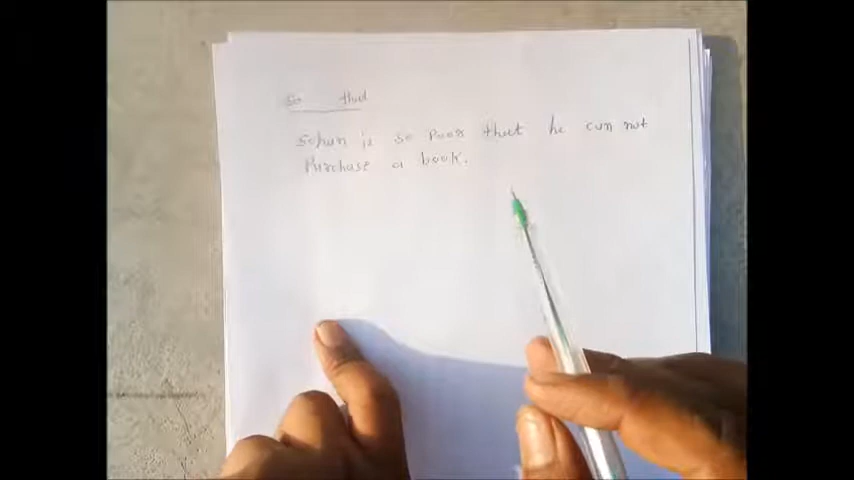 so that
Sohan is so Poor that he can not
Purchase a book.